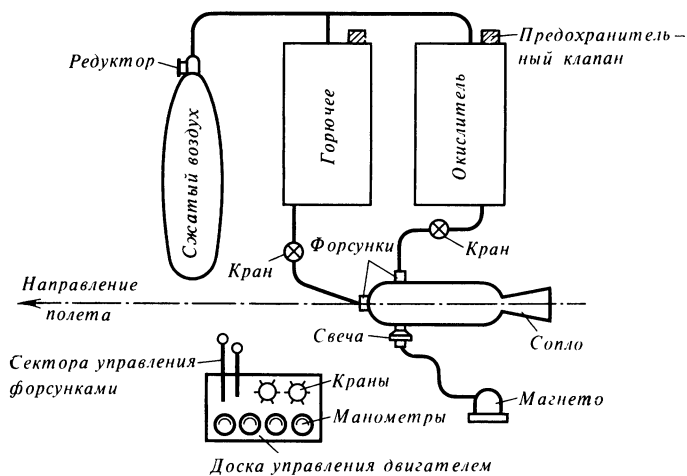 Редуктор
Сжатый воздух
Горючее
Окислитель
Предохранитель-
ный клапан
Форсунки
Кран
Кран
Направление
полета
Свеча
Сопло
Сектора управления
форсунками
Краны
Манометры
Магнето
Доска управления двигателем